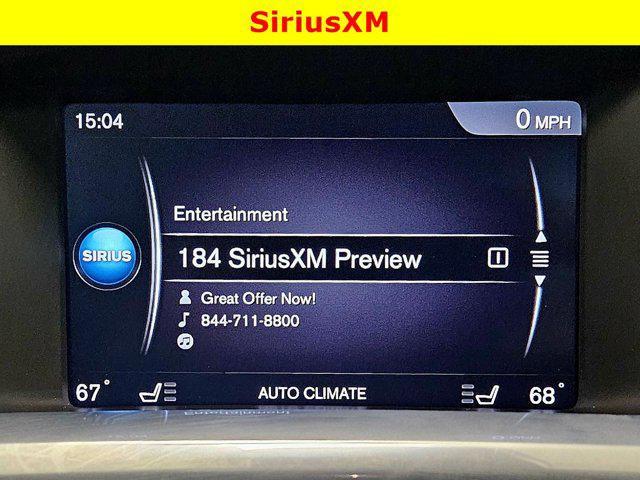 SiriusXM
15:04
0 MPH
Entertainment
SIRIUS
184 SiriusXM Preview
Great Offer Now!
844-711-8800
67°
AUTO CLIMATE
68°